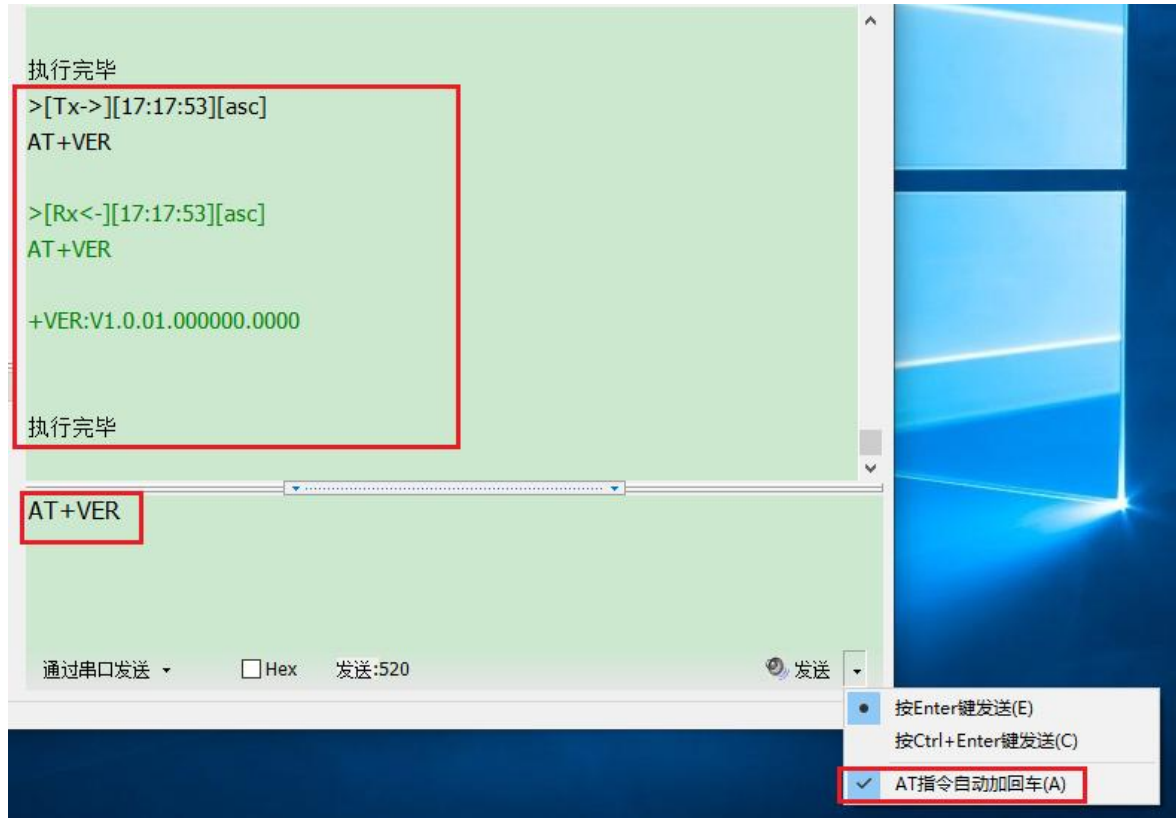 执行完毕
>[Tx->][17:17:53][asc]
AT+VER
>[Rx<-][17:17:53][asc]
AT+VER
+VER:V1.0.01.000000.0000
执行完毕
AT+VER
通过串口发送 Hex 发送:520 发送
按Enter键发送(E)
按Ctrl+Enter键发送(C)
AT指令自动加回车(A)